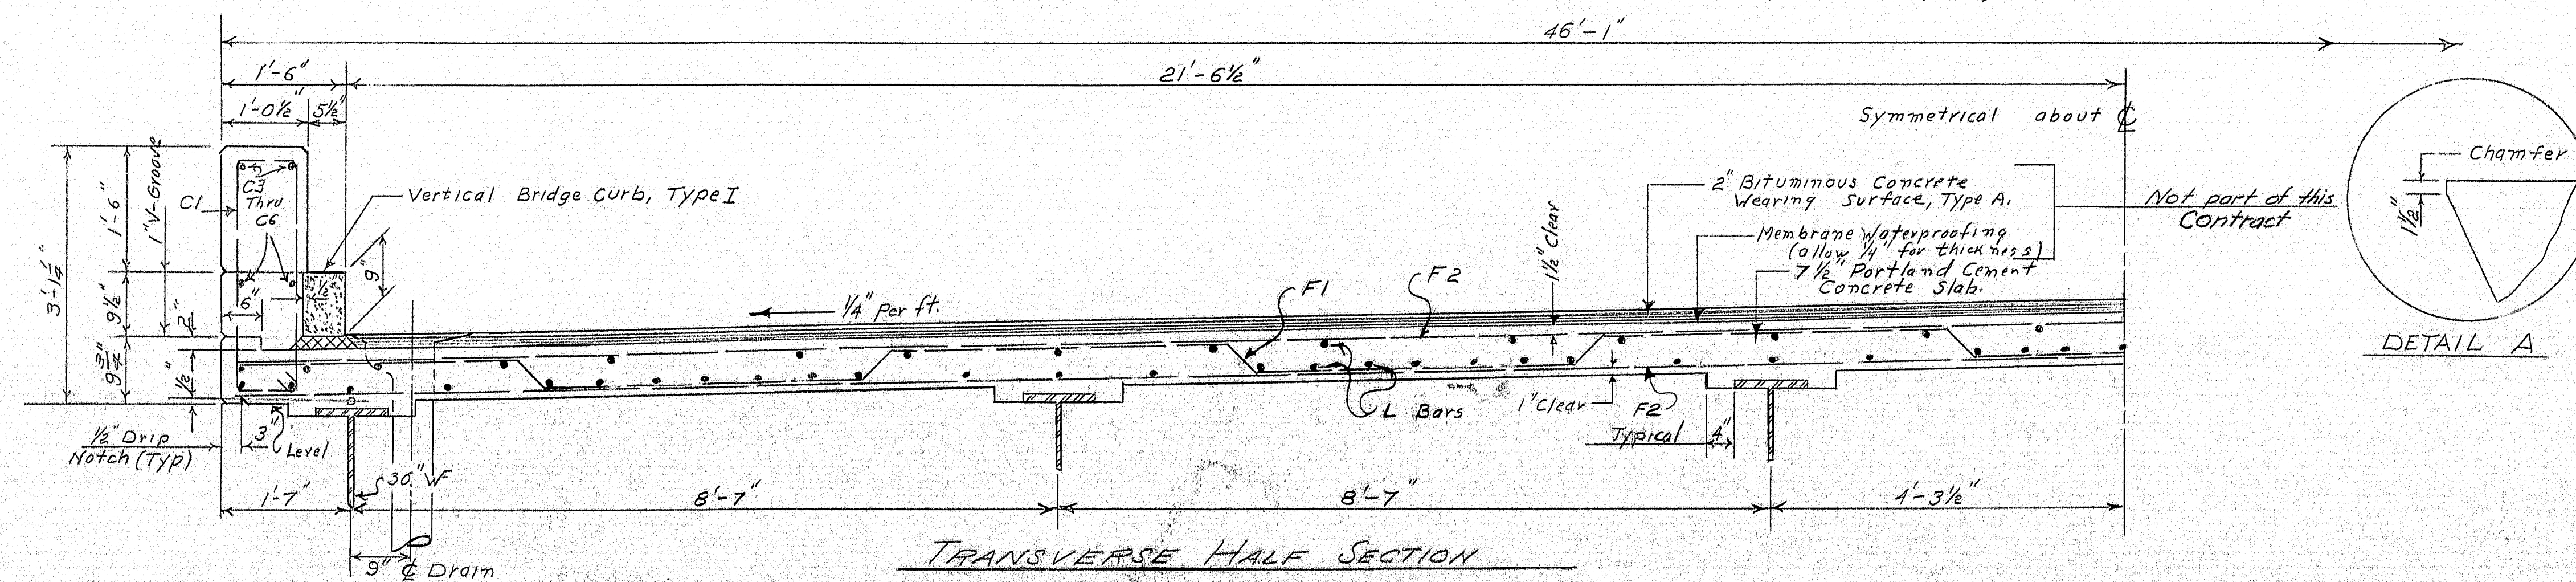 46'-1"
1'-6"
21'-6½"
1'-0½"
5½"
Symmetrical about ℄
Chamfer
1½"
DETAIL A
3'-1¼"
1'-6"
1" V-Groove
C1
C3
Thru
C6
Vertical Bridge Curb, Type I
2" Bituminous Concrete
Wearing Surface, Type A.
Not part of this
Contract
Membrane Waterproofing
(allow ¼" for thickness)
7½" Portland Cement
Concrete Slab.
1½" Clear
9"
9½"
6"
2"
F1
F2
¼" Per ft.
9¾"
½"
L Bars
1" Clear
F2
Typical
4"
½" Drip
Notch (Typ)
3"
Level
36" WF
1'-7"
8'-7"
8'-7"
4'-3½"
9"
℄ Drain
TRANSVERSE HALF SECTION